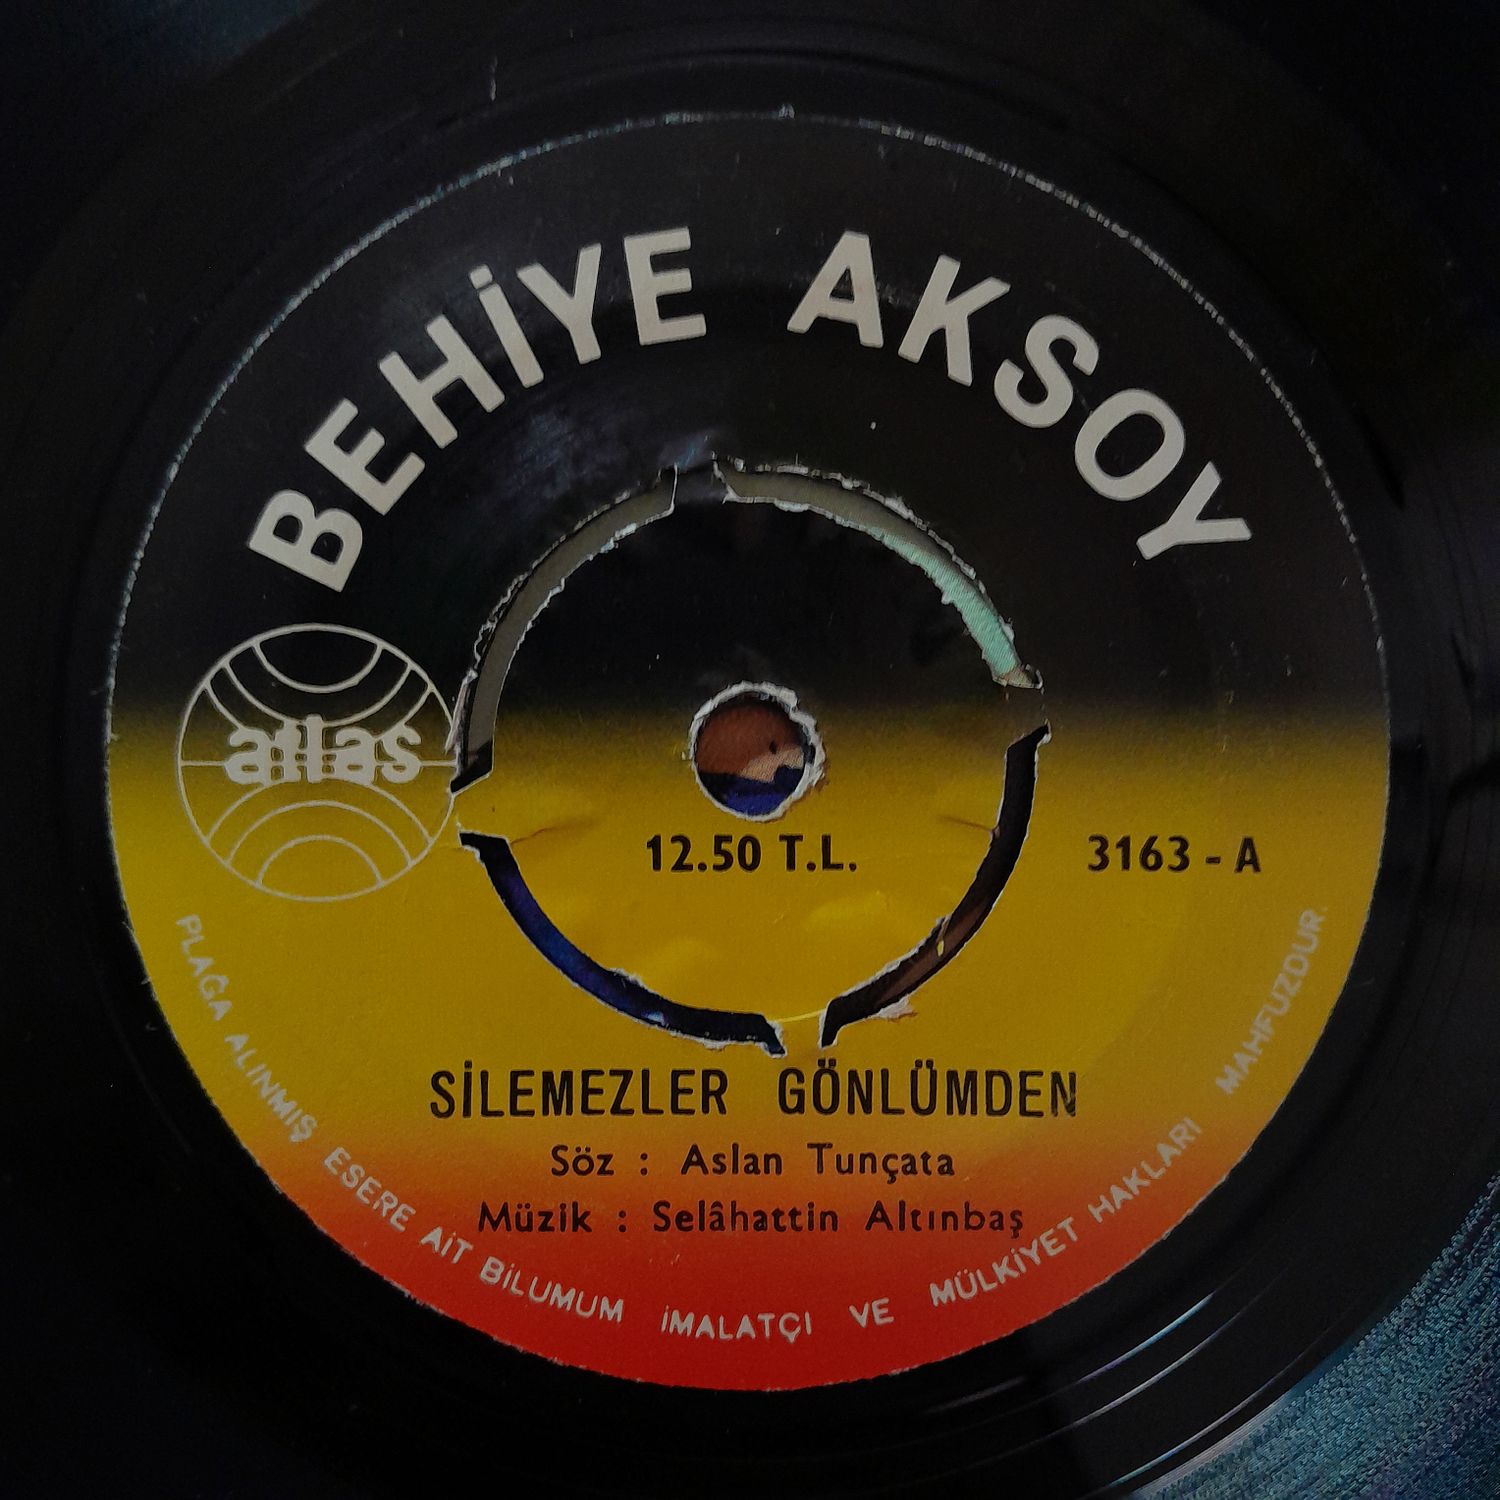 BEHİYE AKSOY
atlas
12.50 T.L.
3163 - A
SİLEMEZLER GÖNLÜMDEN
Söz : Aslan Tunçata
Müzik : Selâhattin Altınbaş
PLAĞA ALINMIŞ ESERE AİT BİLUMUM İMALATÇI VE MÜLKİYET HAKLARI MAHFUZDUR.